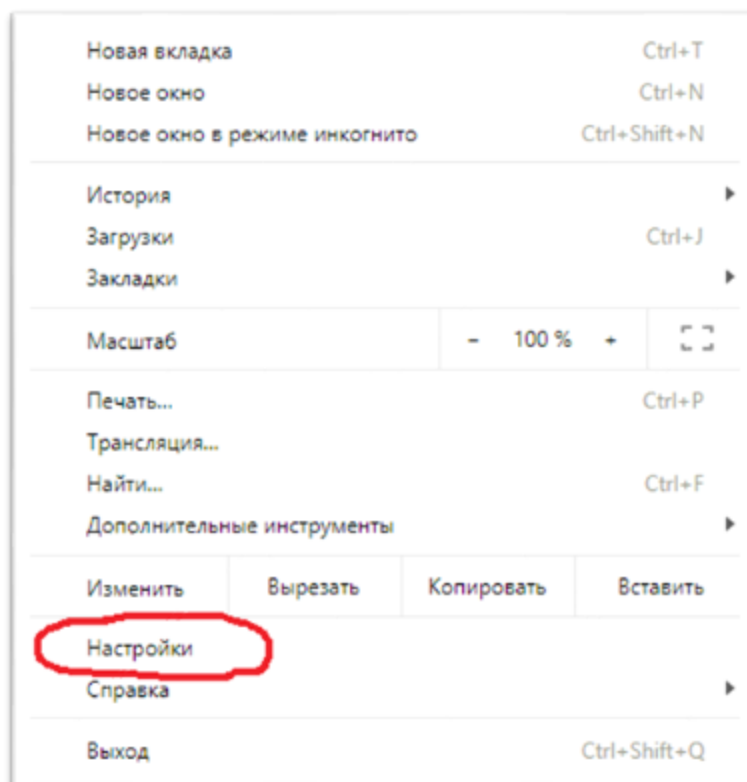 Новая вкладка Ctrl+T
Новое окно Ctrl+N
Новое окно в режиме инкогнито Ctrl+Shift+N
История
Загрузки Ctrl+J
Закладки
Масштаб - 100 % +
Печать... Ctrl+P
Трансляция...
Найти... Ctrl+F
Дополнительные инструменты
Изменить Вырезать Копировать Вставить
Настройки
Справка
Выход Ctrl+Shift+Q